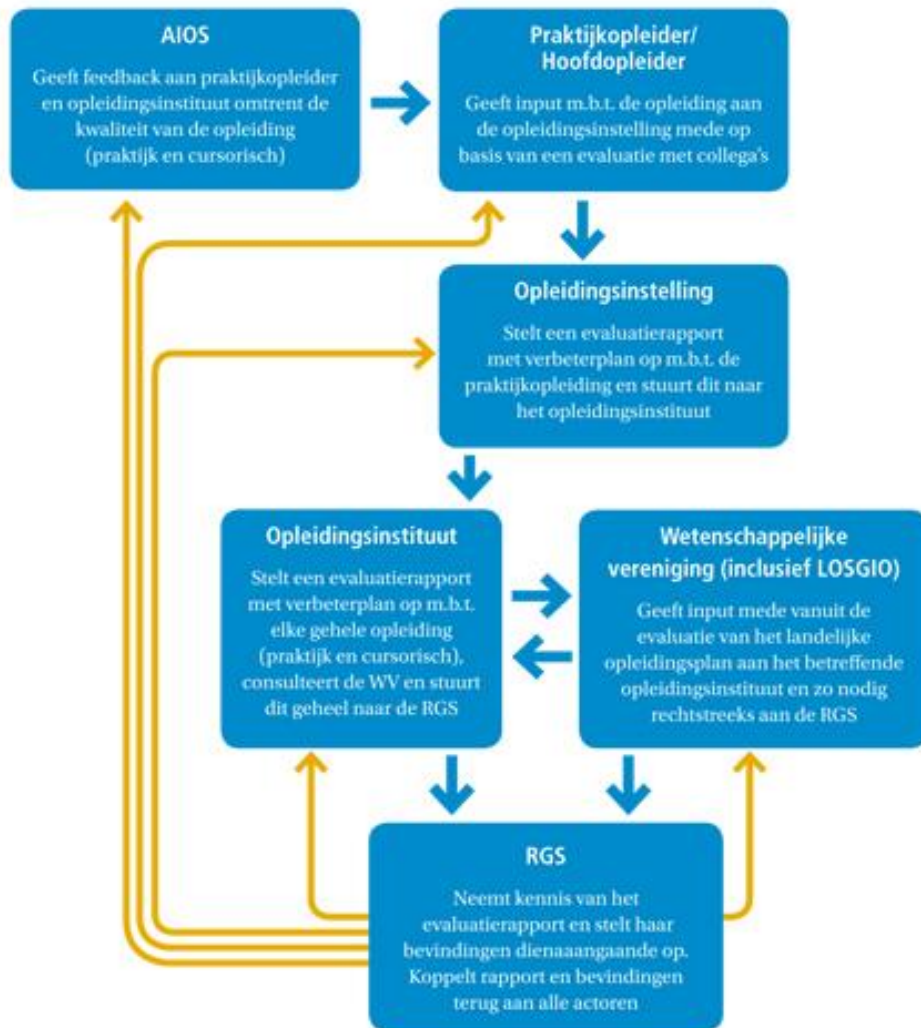 AIOS
Geeft feedback aan praktijkopleider
en opleidingsinstituut omtrent de
kwaliteit van de opleiding
(praktijk en cursorisch)
Praktijkopleider/
Hoofdopleider
Geeft input m.b.t. de opleiding aan
de opleidingsinstelling mede op
basis van een evaluatie met collega's
Opleidingsinstelling
Stelt een evaluatierapport
met verbeterplan op m.b.t. de
praktijkopleiding en stuurt dit naar
het opleidingsinstituut
Opleidingsinstituut
Stelt een evaluatierapport
met verbeterplan op m.b.t.
elke gehele opleiding
(praktijk en cursorisch),
consulteert de WV en stuurt
dit geheel naar de RGS
Wetenschappelijke
vereniging (inclusief LOSGIO)
Geeft input mede vanuit de
evaluatie van het landelijke
opleidingsplan aan het betreffende
opleidingsinstituut en zo nodig
rechtstreeks aan de RGS
RGS
Neemt kennis van het
evaluatierapport en stelt haar
bevindingen dienaaangaande op.
Koppelt rapport en bevindingen
terug aan alle actoren